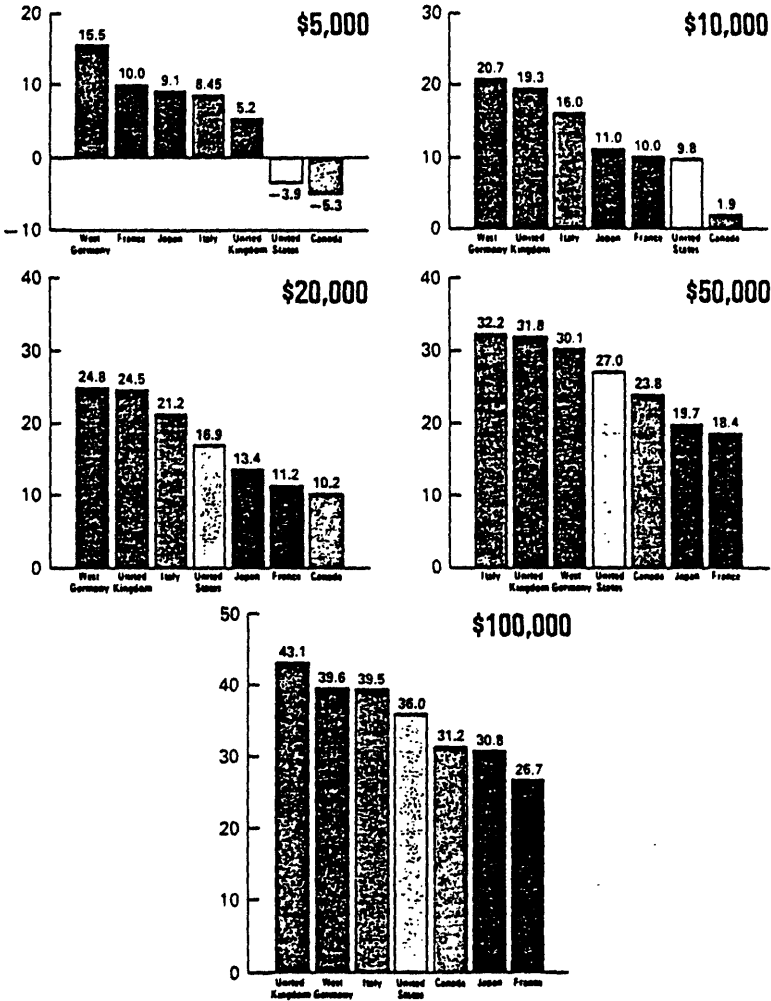 $5,000
20
10
0
–10
15.5
10.0
9.1
8.45
5.2
–3.9
–5.3
West Germany
France
Japan
Italy
United Kingdom
United States
Canada
$10,000
30
20
10
0
20.7
19.3
16.0
11.0
10.0
9.8
1.9
West Germany
United Kingdom
Italy
Japan
France
United States
Canada
$20,000
40
30
20
10
0
24.8
24.5
21.2
16.9
13.4
11.2
10.2
West Germany
United Kingdom
Italy
United States
Japan
France
Canada
$50,000
40
30
20
10
0
32.2
31.8
30.1
27.0
23.8
19.7
18.4
Italy
United Kingdom
West Germany
United States
Canada
Japan
France
$100,000
50
40
30
20
10
0
43.1
39.6
39.5
36.0
31.2
30.8
26.7
United Kingdom
West Germany
Italy
United States
Canada
Japan
France